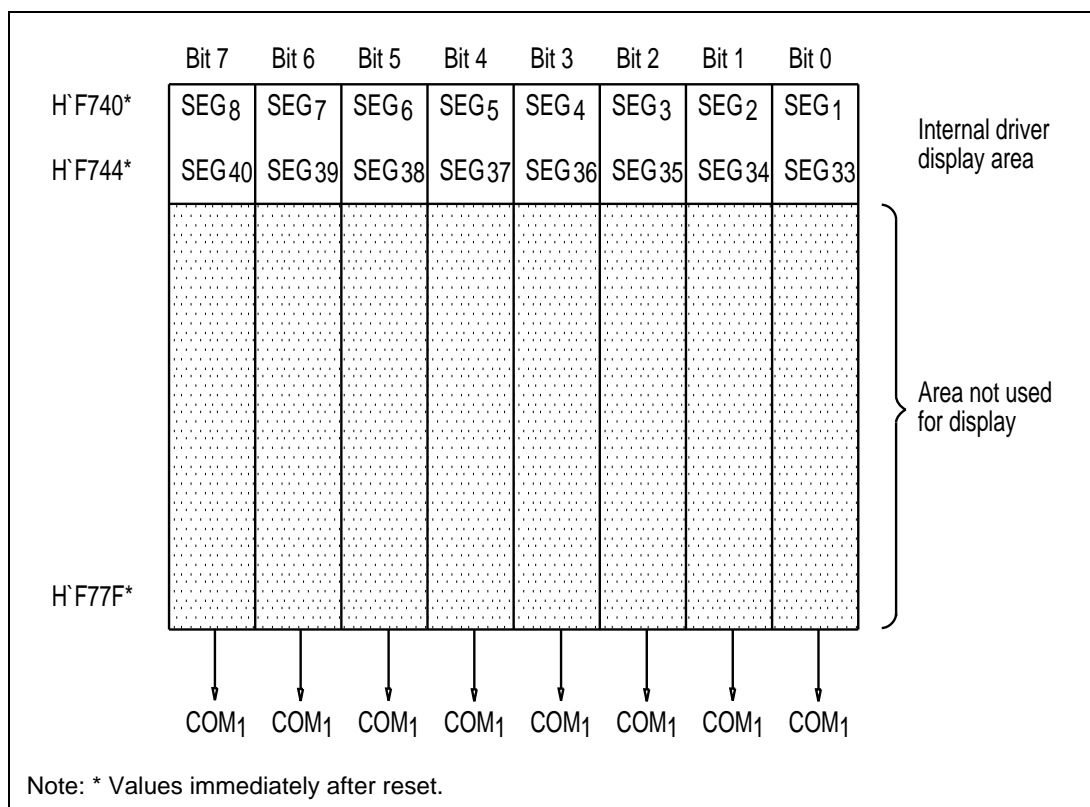 Bit 7 Bit 6 Bit 5 Bit 4 Bit 3 Bit 2 Bit 1 Bit 0
H`F740* SEG8 SEG7 SEG6 SEG5 SEG4 SEG3 SEG2 SEG1
Internal driver
display area
H`F744* SEG40 SEG39 SEG38 SEG37 SEG36 SEG35 SEG34 SEG33
Area not used
for display
H`F77F*
COM1 COM1 COM1 COM1 COM1 COM1 COM1 COM1
Note: * Values immediately after reset.